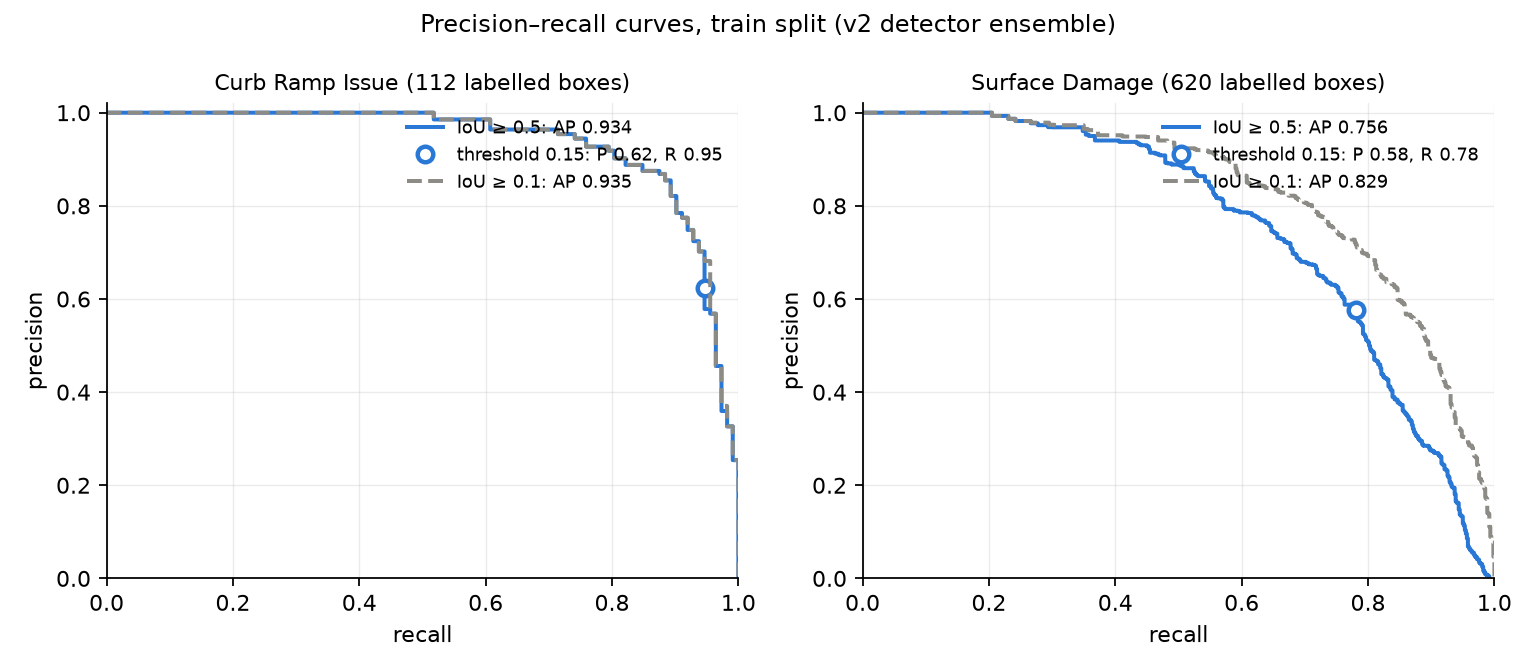 Precision–recall curves, train split (v2 detector ensemble)
Curb Ramp Issue (112 labelled boxes)
precision
1.0
0.8
0.6
0.4
0.2
0.0
IoU ≥ 0.5: AP 0.934
threshold 0.15: P 0.62, R 0.95
IoU ≥ 0.1: AP 0.935
0.0 0.2 0.4 0.6 0.8 1.0
recall
Surface Damage (620 labelled boxes)
precision
1.0
0.8
0.6
0.4
0.2
0.0
IoU ≥ 0.5: AP 0.756
threshold 0.15: P 0.58, R 0.78
IoU ≥ 0.1: AP 0.829
0.0 0.2 0.4 0.6 0.8 1.0
recall